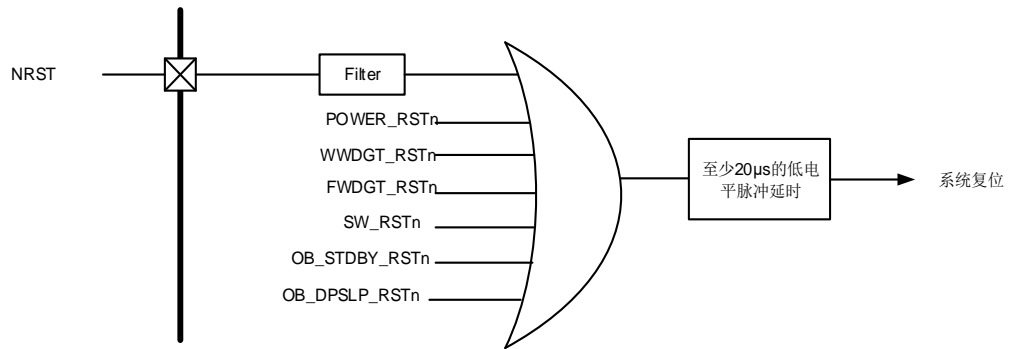 NRST
Filter
POWER_RSTn
WWDGT_RSTn
FWDGT_RSTn
SW_RSTn
OB_STDBY_RSTn
OB_DPSLP_RSTn
至少20μs的低电
平脉冲延时
系统复位